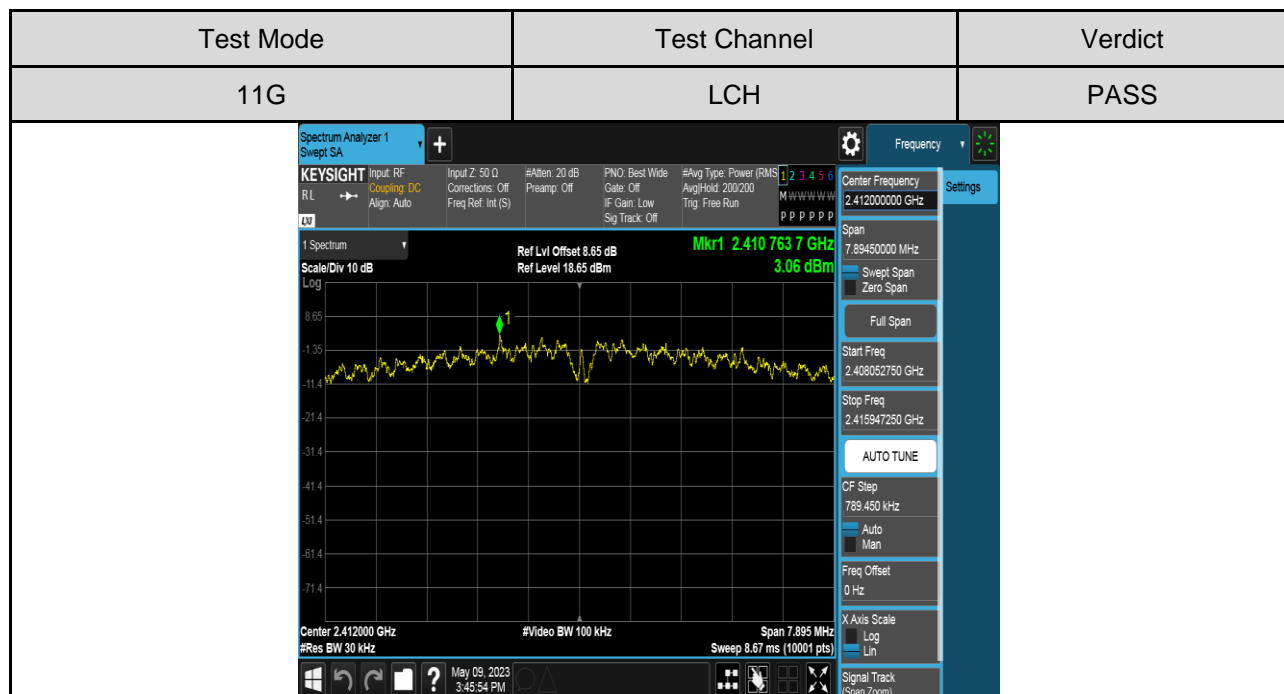 Test Mode Test Channel Verdict
11G LCH PASS
Spectrum Analyzer 1
Swept SA
+
Frequency
KEYSIGHT Input: RF Input Z: 50 Ω #Atten: 20 dB PNO: Best Wide #Avg Type: Power (RMS 1 2 3 4 5 6
Coupling: DC Corrections: Off Preamp: Off Gate: Off Avg|Hold: 200/200
RL Align: Auto Freq Ref: Int (S) IF Gain: Low Trig: Free Run M W W W W W
LXI Sig Track: Off P P P P P P
1 Spectrum Ref Lvl Offset 8.65 dB Mkr1 2.410 763 7 GHz
Scale/Div 10 dB Ref Level 18.65 dBm 3.06 dBm
Log
8.65
1
-1.35
-11.4
-21.4
-31.4
-41.4
-51.4
-61.4
-71.4
Center 2.412000 GHz #Video BW 100 kHz Span 7.895 MHz
#Res BW 30 kHz Sweep 8.67 ms (10001 pts)
? May 09, 2023
3:45:54 PM
Center Frequency
2.412000000 GHz
Settings
Span
7.89450000 MHz
Swept Span
Zero Span
Full Span
Start Freq
2.408052750 GHz
Stop Freq
2.415947250 GHz
AUTO TUNE
CF Step
789.450 kHz
Auto
Man
Freq Offset
0 Hz
X Axis Scale
Log
Lin
Signal Track
(Span Zoom)